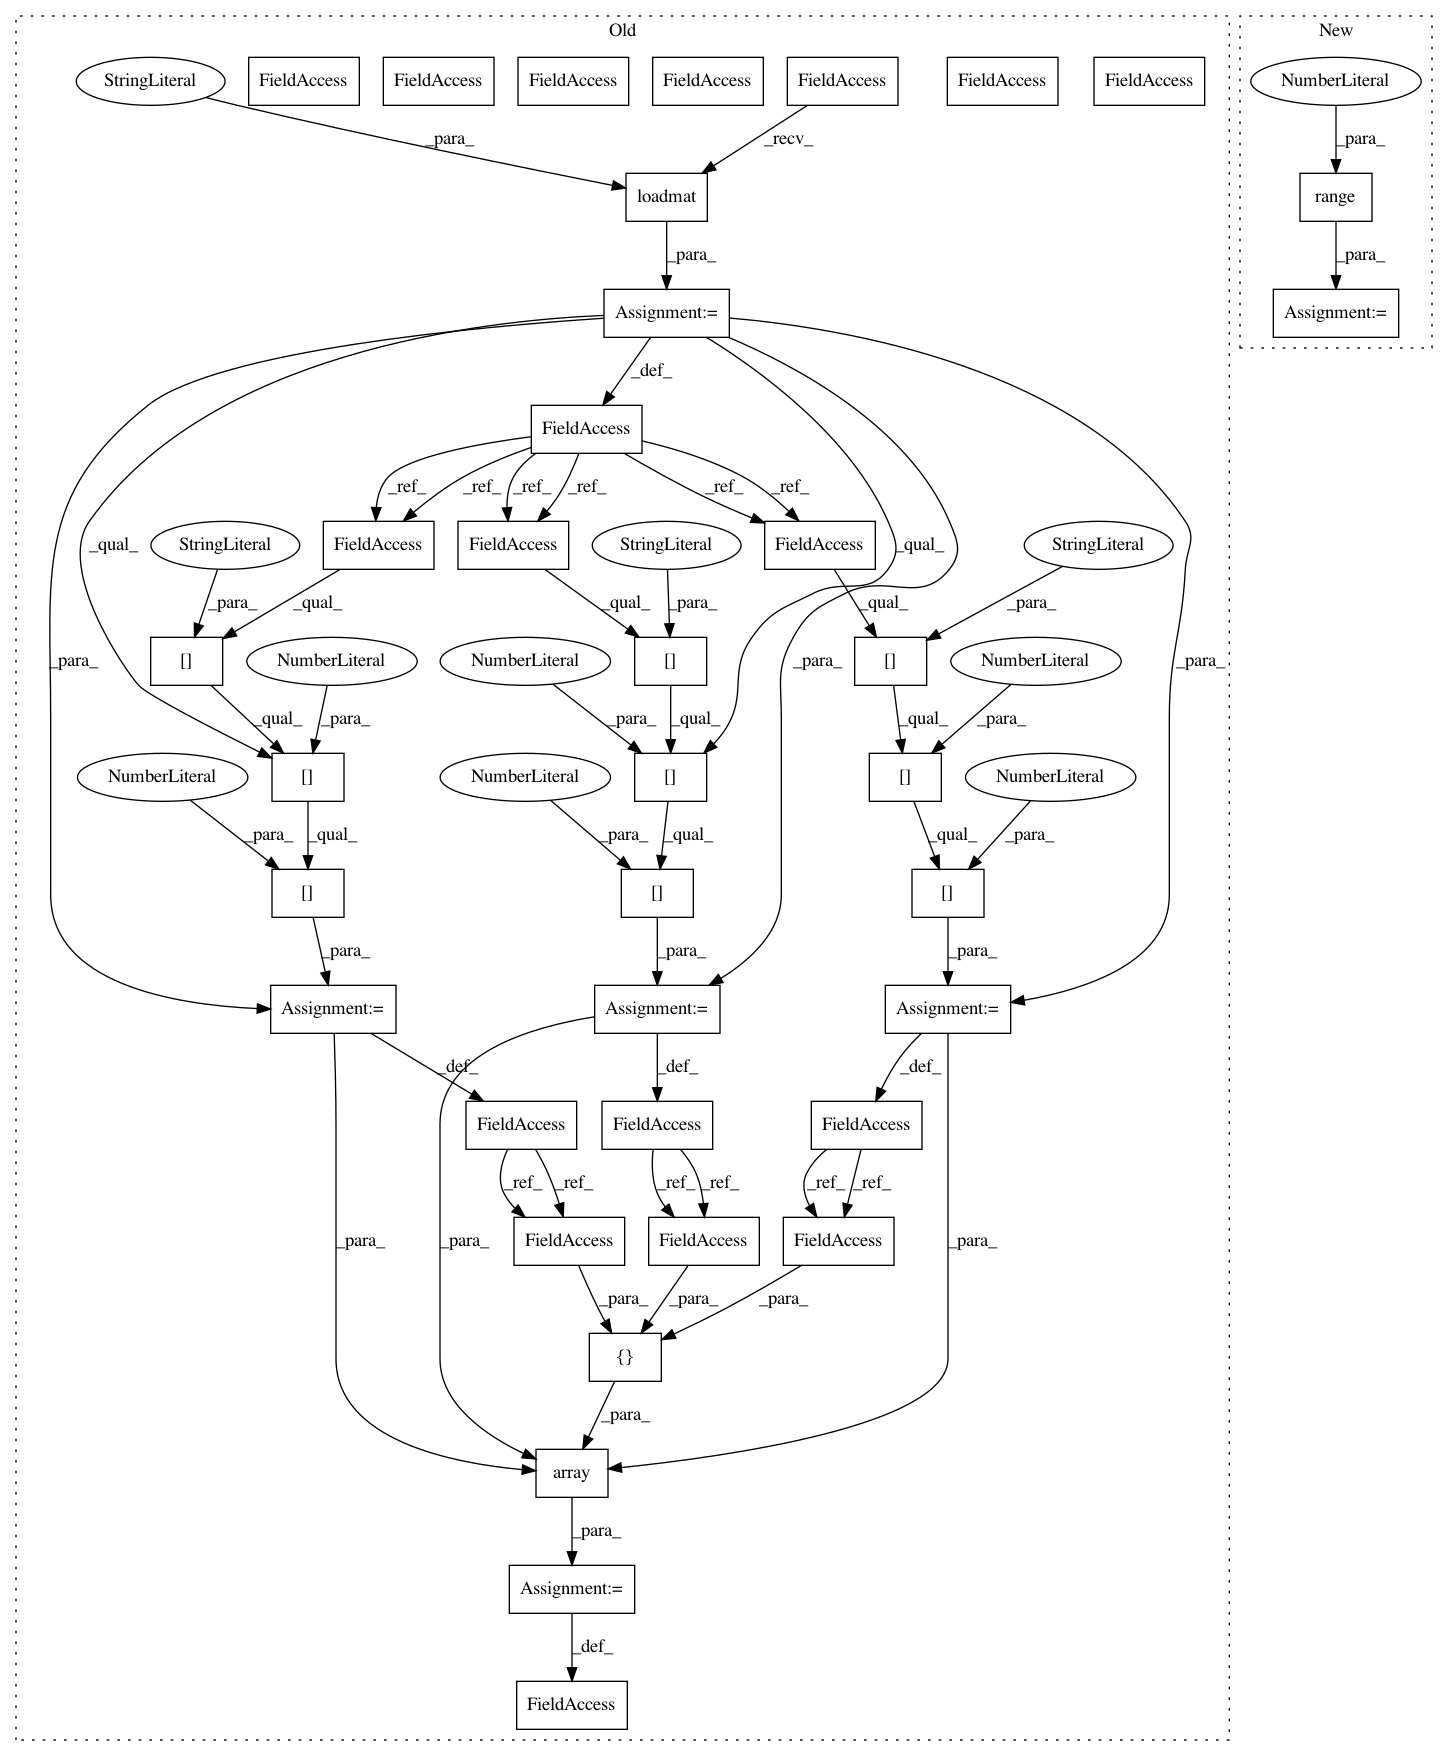 Old
New
StringLiteral
FieldAccess
FieldAccess
FieldAccess
FieldAccess
FieldAccess
FieldAccess
FieldAccess
NumberLiteral
_para_
_recv_
_para_
loadmat
range
_para_
_para_
Assignment:=
Assignment:=
_def_
FieldAccess
_ref_
_ref_
_ref_
_ref_
_ref_
_ref_
_qual_
StringLiteral
FieldAccess
FieldAccess
StringLiteral
FieldAccess
_qual_
StringLiteral
_para_
_qual_
_qual_
_para_
_qual_
_para_
_para_
[]
NumberLiteral
NumberLiteral
[]
_para_
[]
NumberLiteral
_para_
_qual_
_para_
_para_
_qual_
_qual_
_para_
NumberLiteral
[]
NumberLiteral
[]
[]
NumberLiteral
_para_
_qual_
_para_
_qual_
_qual_
_para_
[]
[]
[]
_para_
_para_
_para_
Assignment:=
Assignment:=
Assignment:=
_def_
_def_
_def_
FieldAccess
FieldAccess
FieldAccess
_ref_
_ref_
_ref_
_ref_
_ref_
_ref_
_para_
_para_
FieldAccess
FieldAccess
FieldAccess
_para_
_para_
_para_
_para_
{}
_para_
array
_para_
Assignment:=
_def_
FieldAccess